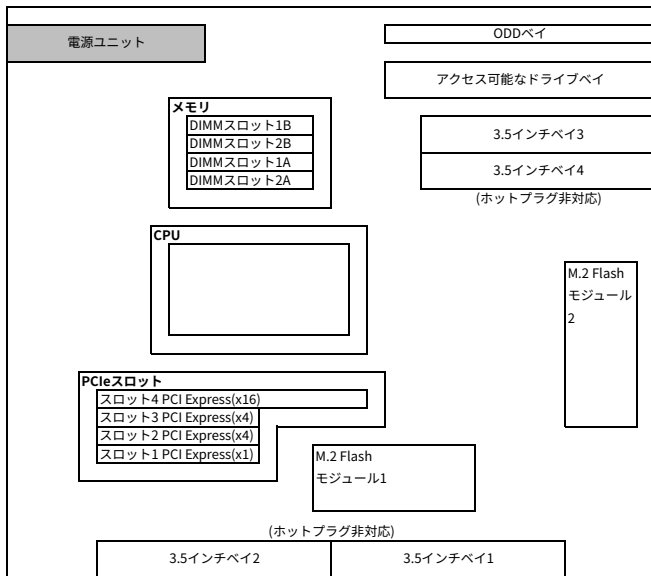 電源ユニット
ODDベイ
アクセス可能なドライブベイ
メモリ
DIMMスロット1B
DIMMスロット2B
DIMMスロット1A
DIMMスロット2A
3.5インチベイ3
3.5インチベイ4
(ホットプラグ非対応)
CPU
M.2 Flash
モジュール
2
PCIeスロット
スロット4 PCI Express(x16)
スロット3 PCI Express(x4)
スロット2 PCI Express(x4)
スロット1 PCI Express(x1)
M.2 Flash
モジュール1
(ホットプラグ非対応)
3.5インチベイ2
3.5インチベイ1